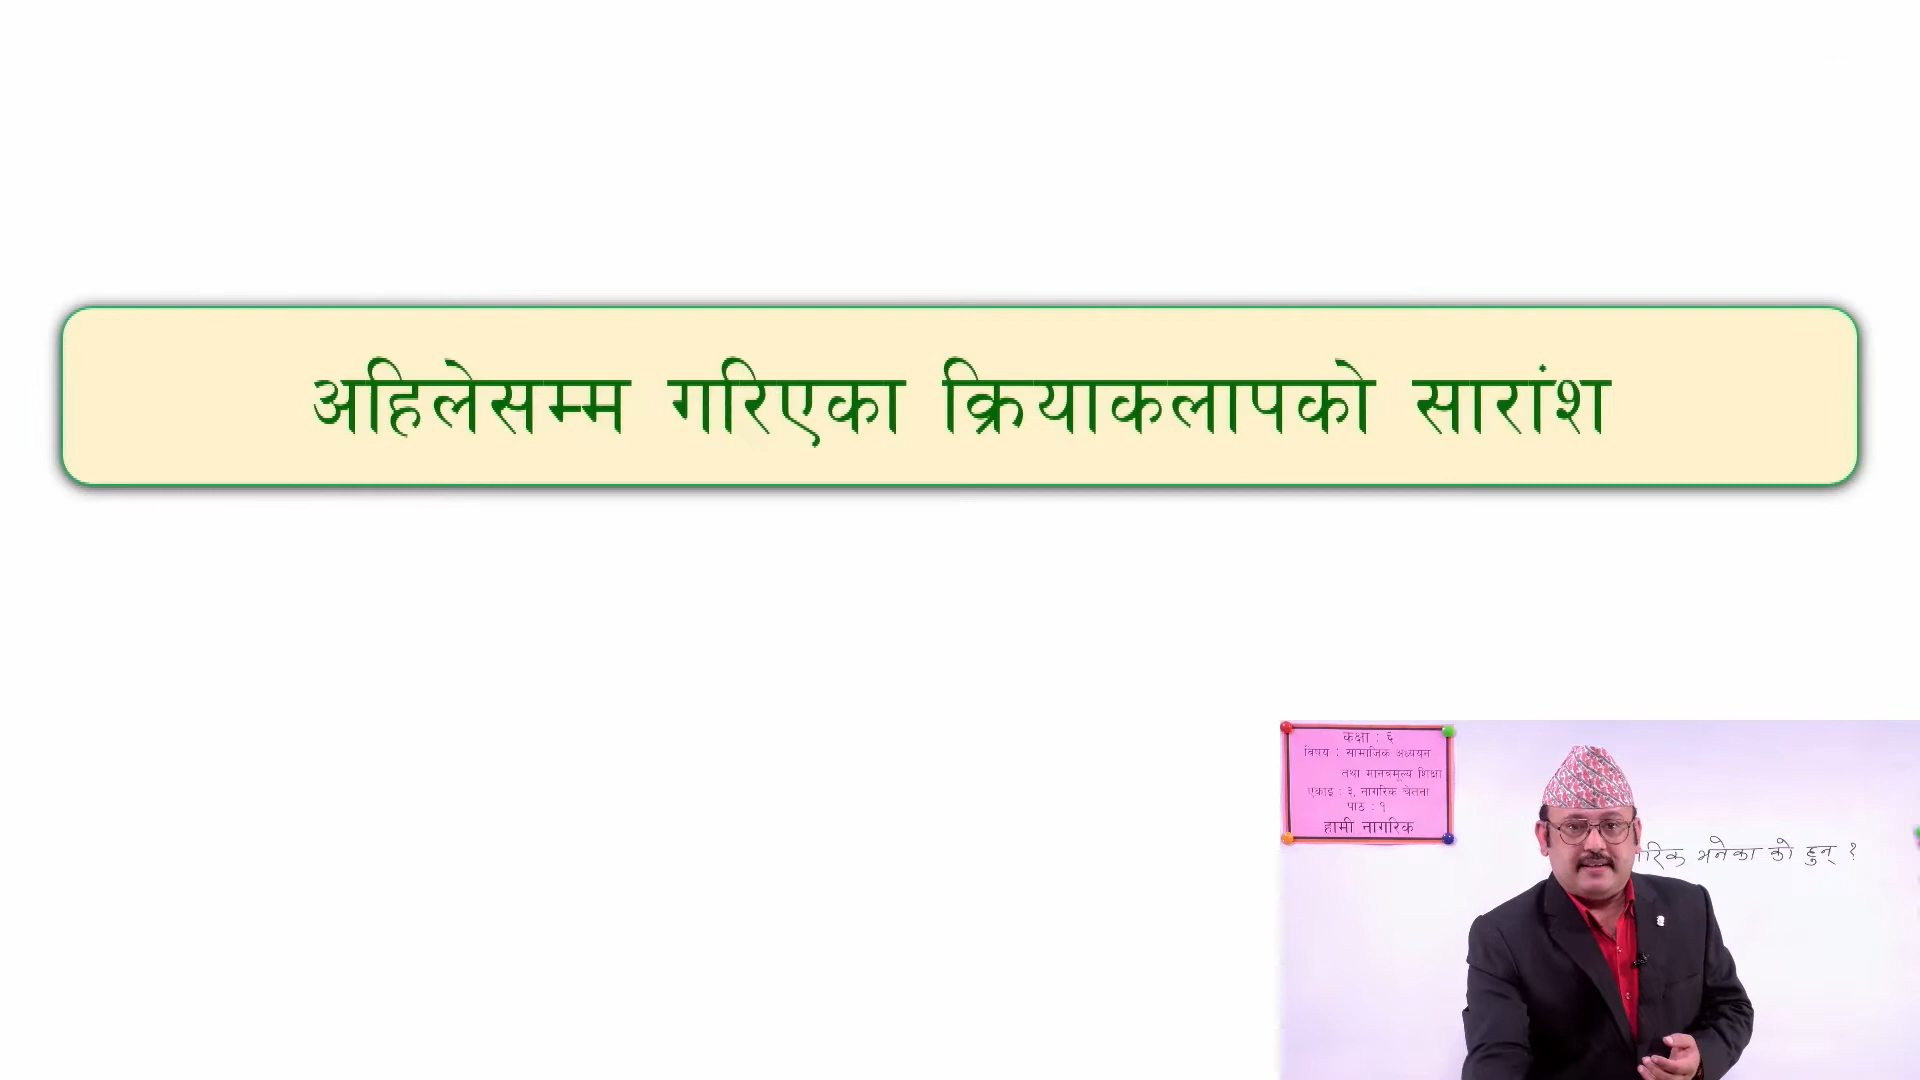 अहिलेसम्म गरिएका क्रियाकलापको सारांश
कक्षा : ६
विषय : सामाजिक अध्ययन
तथा मानवमूल्य शिक्षा
एकाइ : ३. नागरिक चेतना
पाठ : १
हामी नागरिक
भनेका को हुन् ?